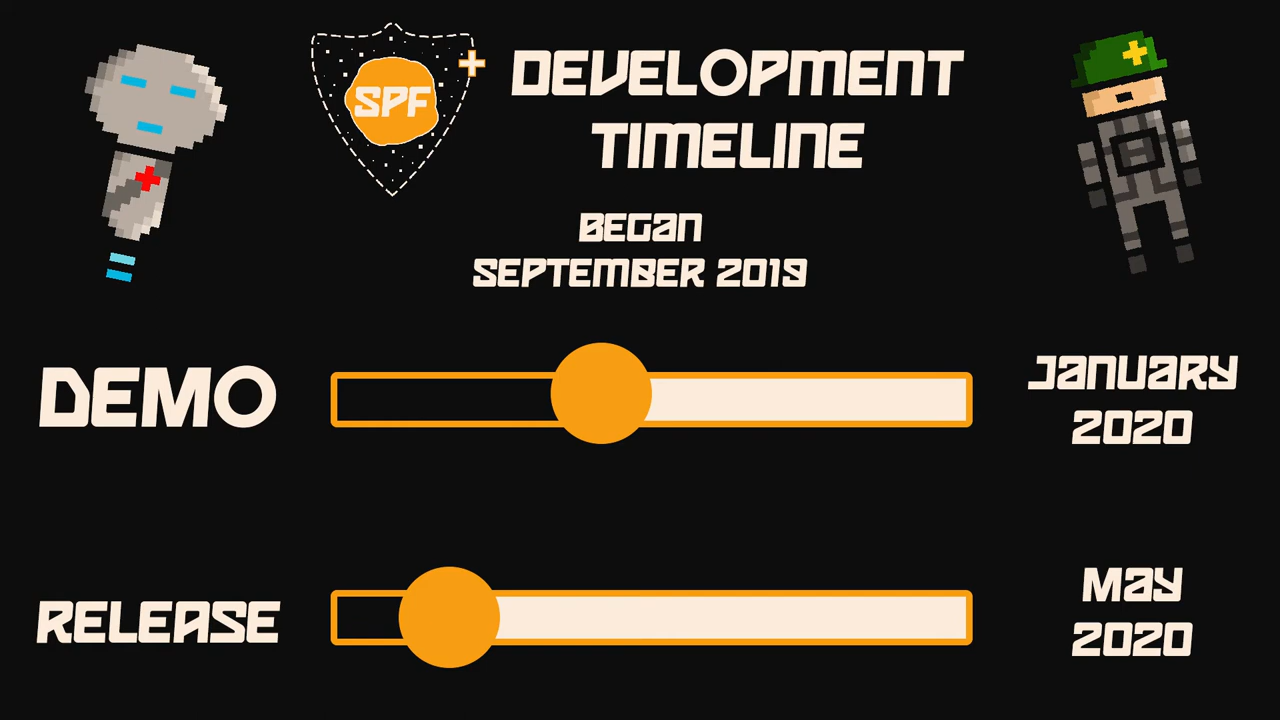 SPF
DEVELOPMENT
TIMELINE
BEGAN
SEPTEMBER 2019
DEMO
JANUARY
2020
RELEASE
MAY
2020